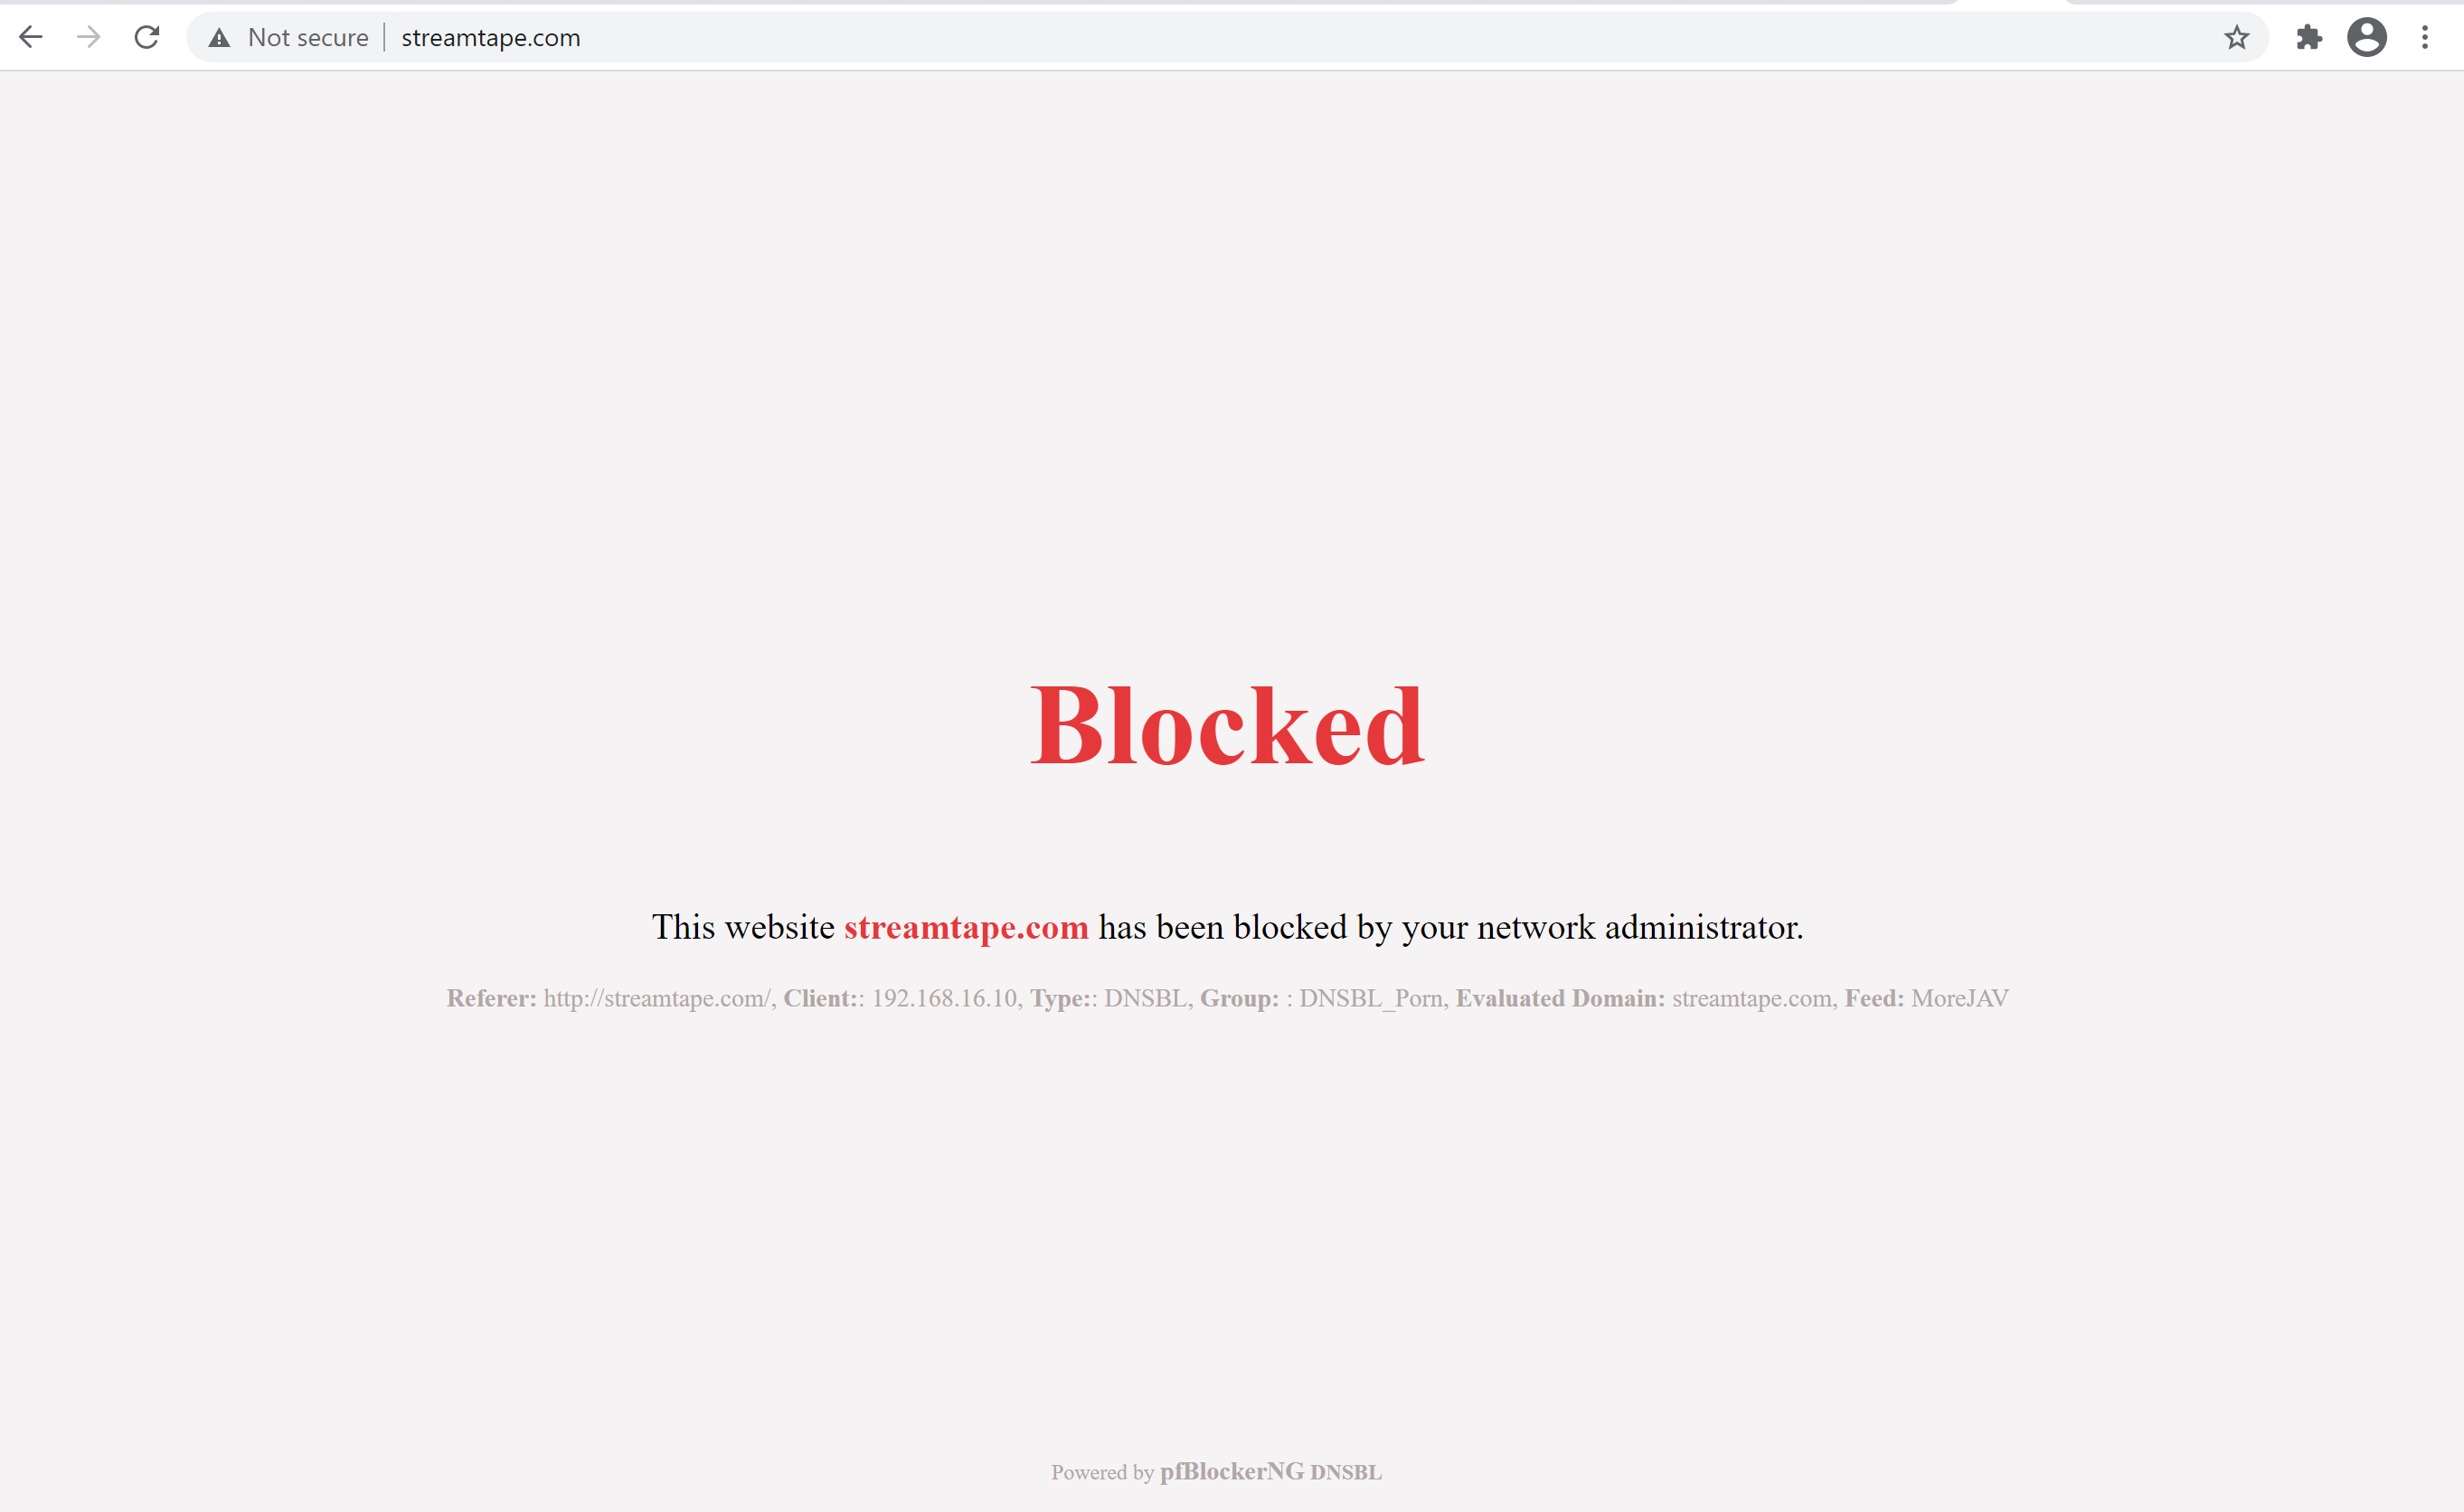 Not secure | streamtape.com
Blocked
This website streamtape.com has been blocked by your network administrator.
Referer: http://streamtape.com/, Client:: 192.168.16.10, Type:: DNSBL, Group: : DNSBL_Porn, Evaluated Domain: streamtape.com, Feed: MoreJAV
Powered by pfBlockerNG DNSBL